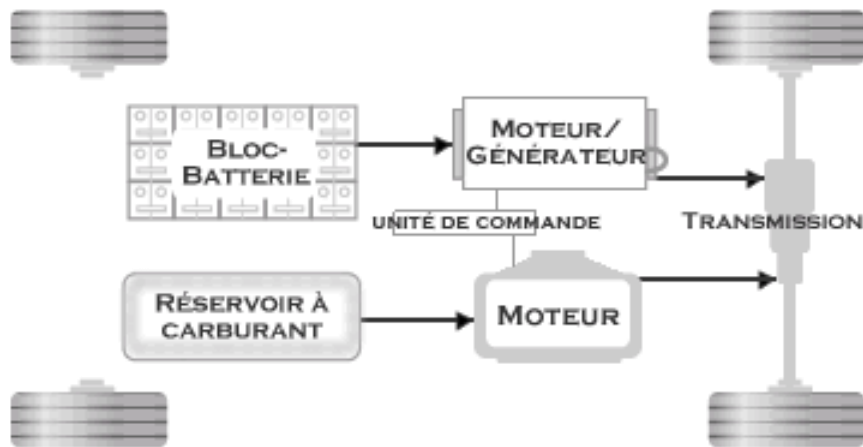 BLOC-
BATTERIE
MOTEUR/
GÉNÉRATEUR
UNITÉ DE COMMANDE
TRANSMISSION
RÉSERVOIR À
CARBURANT
MOTEUR